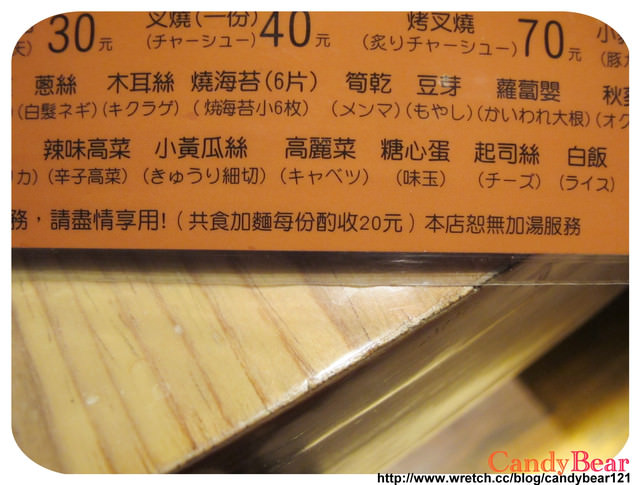 30元 叉燒(一份)40元 烤叉燒 70元
(チャーシュー) (炙りチャーシュー)
蔥絲 木耳絲 燒海苔(6片) 筍乾 豆芽 蘿蔔嬰
(白髮ネギ)(キクラゲ)(焼海苔小6枚)(メンマ)(もやし)(かいわれ大根)(オク
辣味高菜 小黃瓜絲 高麗菜 糖心蛋 起司絲 白飯
カ)(辛子高菜)(きゅうり細切)(キャベツ)(味玉)(チーズ)(ライス)
務，請盡情享用!(共食加麵每份酌收20元)本店恕無加湯服務
CandyBear
http://www.wretch.cc/blog/candybear121